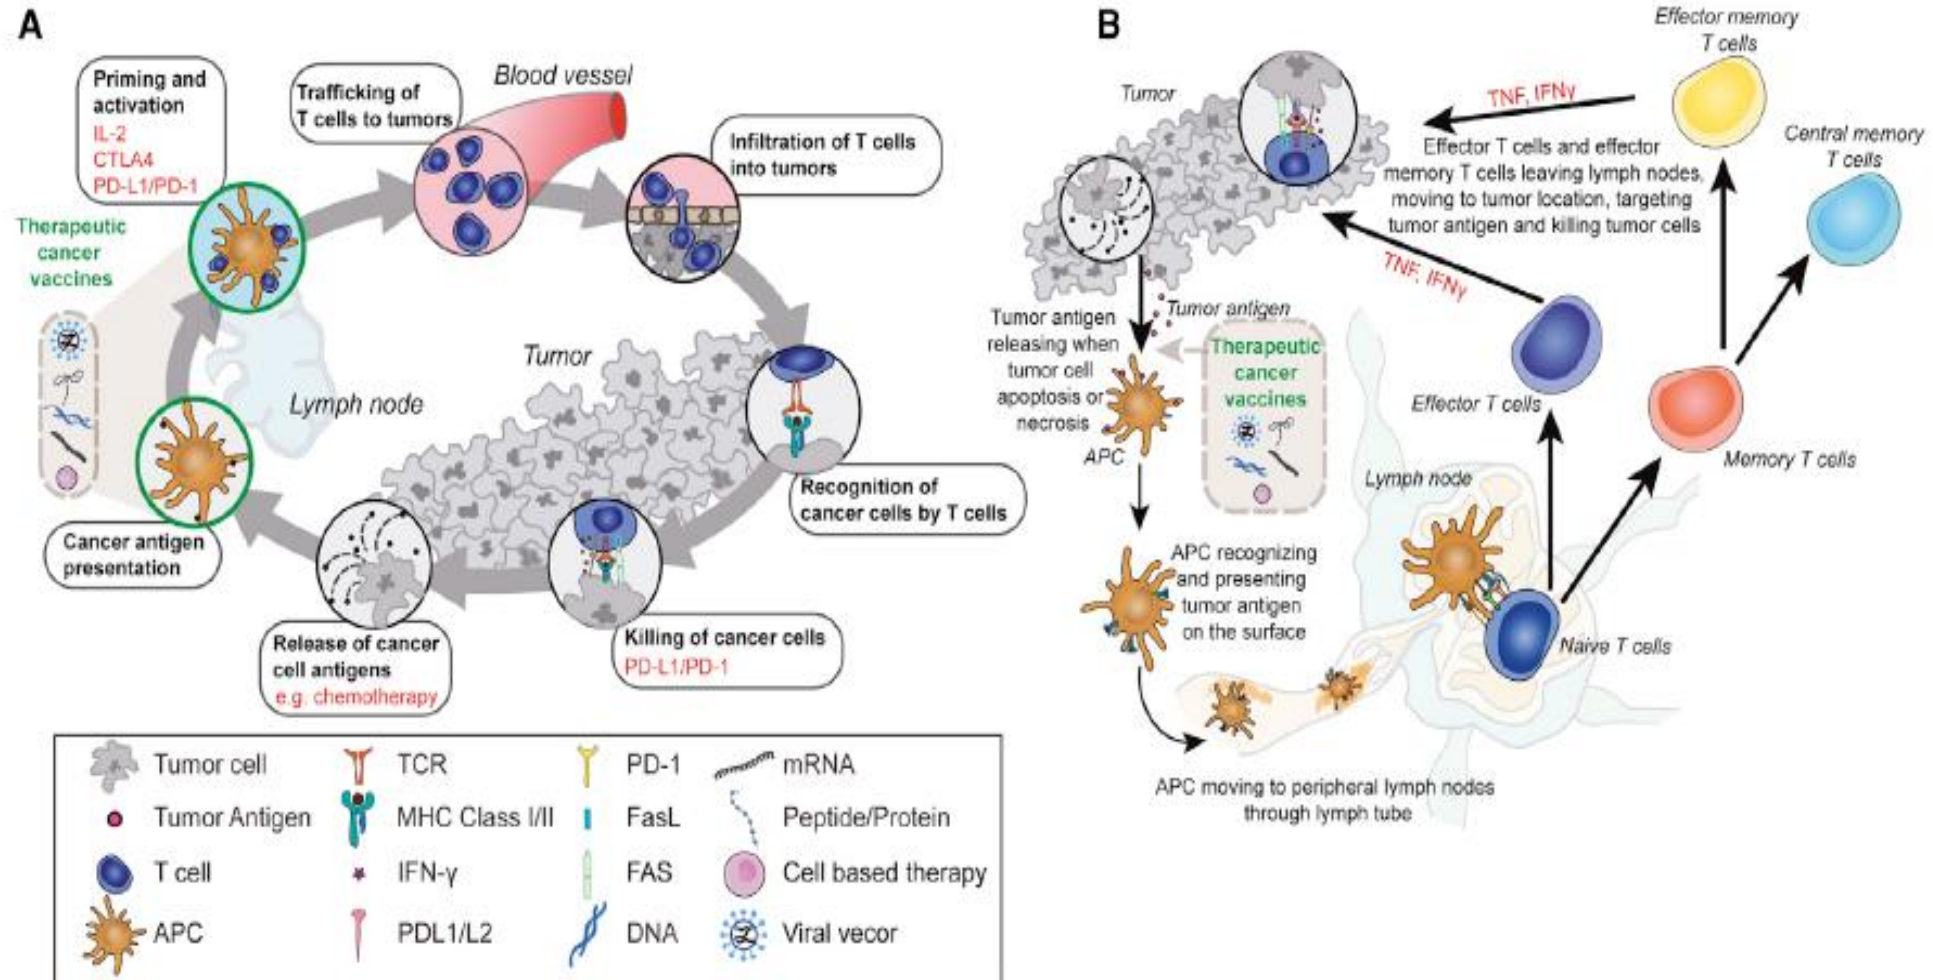 A
Priming and
activation
IL-2
CTLA4
PD-L1/PD-1
Trafficking of
T cells to tumors
Blood vessel
Infiltration of T cells
into tumors
Therapeutic
cancer
vaccines
Tumor
Lymph node
Recognition of
cancer cells by T cells
Cancer antigen
presentation
Release of cancer
cell antigens
e.g. chemotherapy
Killing of cancer cells
PD-L1/PD-1
Tumor cell
TCR
PD-1
mRNA
Tumor Antigen
MHC Class I/II
FasL
Peptide/Protein
T cell
IFN-γ
FAS
Cell based therapy
APC
PDL1/L2
DNA
Viral vecor
B
Effector memory
T cells
Tumor
TNF, IFNγ
Central memory
T cells
Effector T cells and effector
memory T cells leaving lymph nodes,
moving to tumor location, targeting
tumor antigen and killing tumor cells
TNF, IFNγ
Tumor antigen
Tumor antigen
releasing when
tumor cell
apoptosis or
necrosis
Therapeutic
cancer
vaccines
APC
Effector T cells
Memory T cells
Lymph node
APC recognizing
and presenting
tumor antigen
on the surface
Naive T cells
APC moving to peripheral lymph nodes
through lymph tube